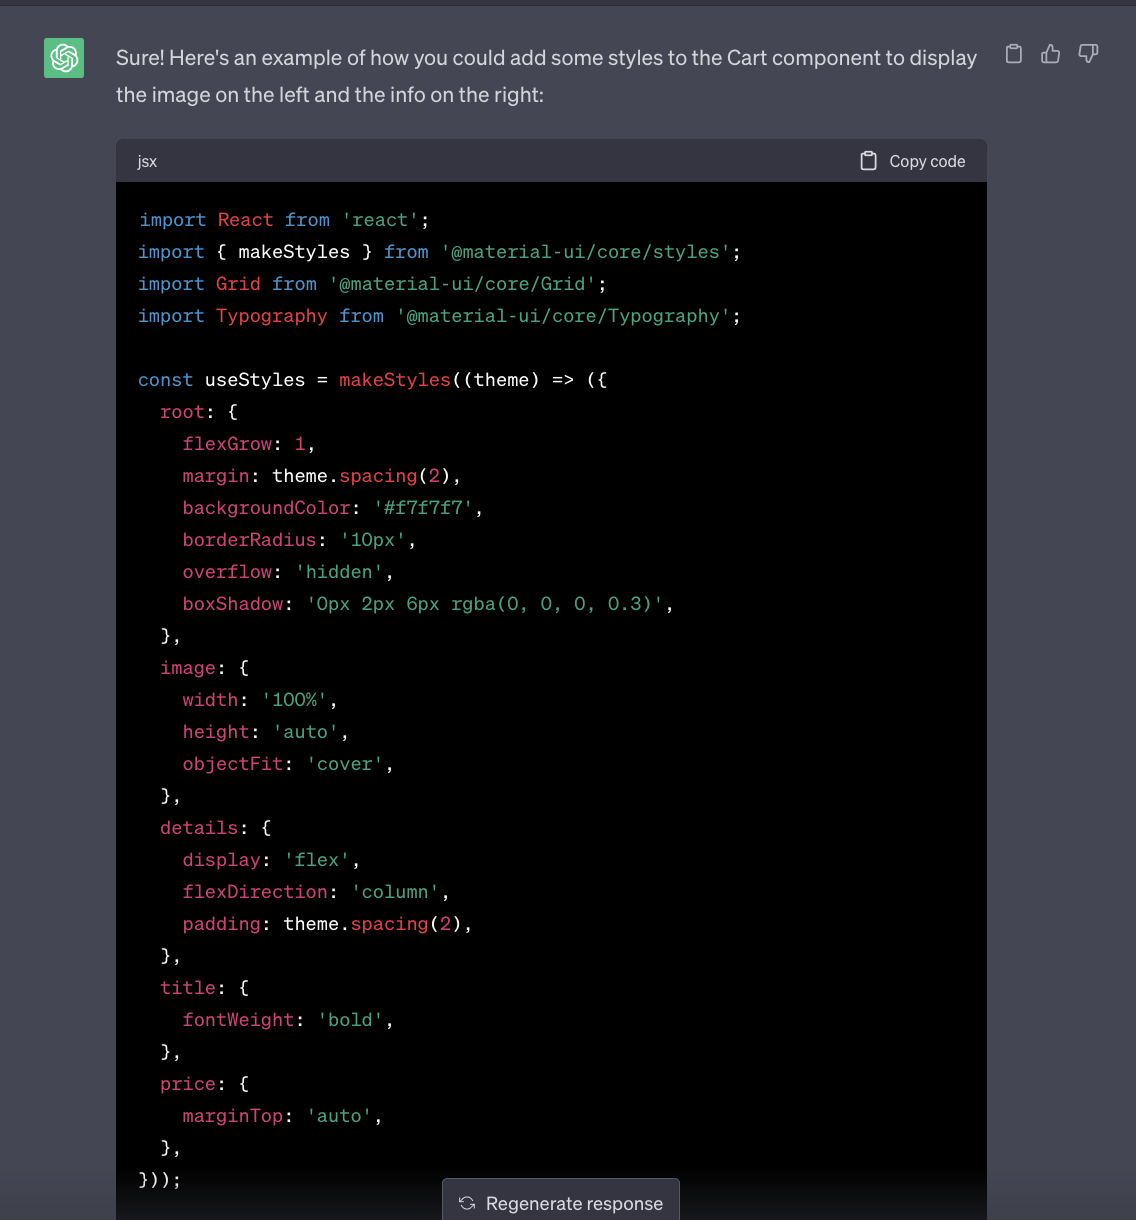 Sure! Here's an example of how you could add some styles to the Cart component to display
the image on the left and the info on the right:
jsx
Copy code
import React from 'react';
import { makeStyles } from '@material-ui/core/styles';
import Grid from '@material-ui/core/Grid';
import Typography from '@material-ui/core/Typography';
const useStyles = makeStyles((theme) => ({
  root: {
    flexGrow: 1,
    margin: theme.spacing(2),
    backgroundColor: '#f7f7f7',
    borderRadius: '10px',
    overflow: 'hidden',
    boxShadow: '0px 2px 6px rgba(0, 0, 0, 0.3)',
  },
  image: {
    width: '100%',
    height: 'auto',
    objectFit: 'cover',
  },
  details: {
    display: 'flex',
    flexDirection: 'column',
    padding: theme.spacing(2),
  },
  title: {
    fontWeight: 'bold',
  },
  price: {
    marginTop: 'auto',
  },
}));
Regenerate response